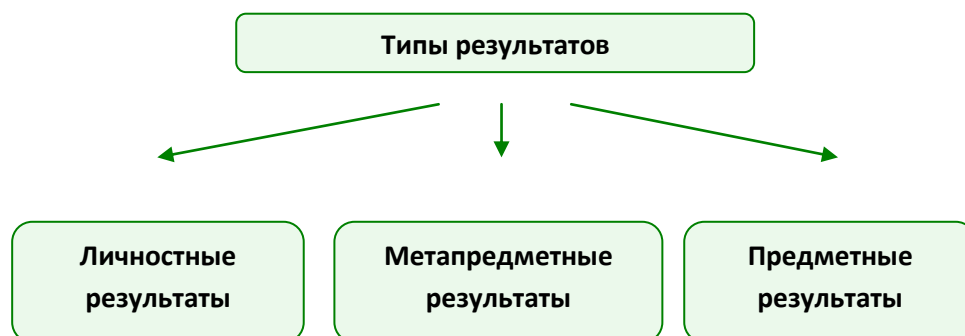 Типы результатов
Личностные
результаты
Метапредметные
результаты
Предметные
результаты